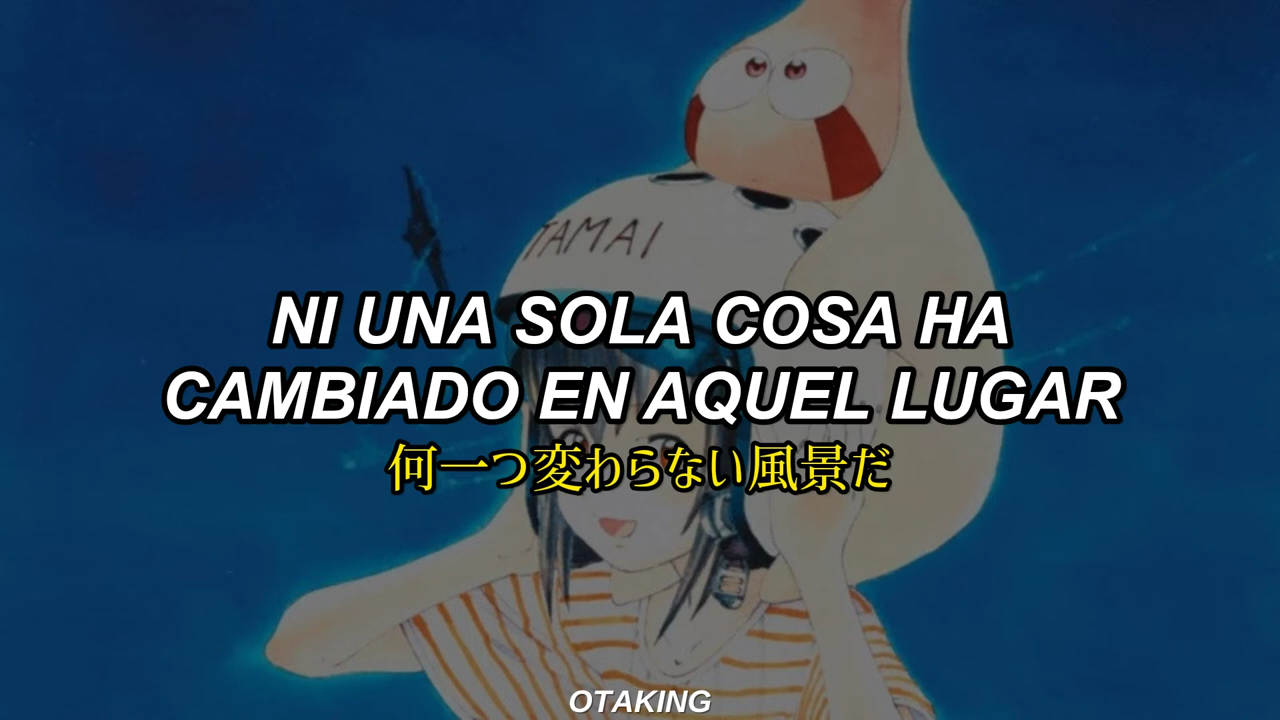 TAMAI
NI UNA SOLA COSA HA
CAMBIADO EN AQUEL LUGAR
何一つ変わらない風景だ
OTAKING